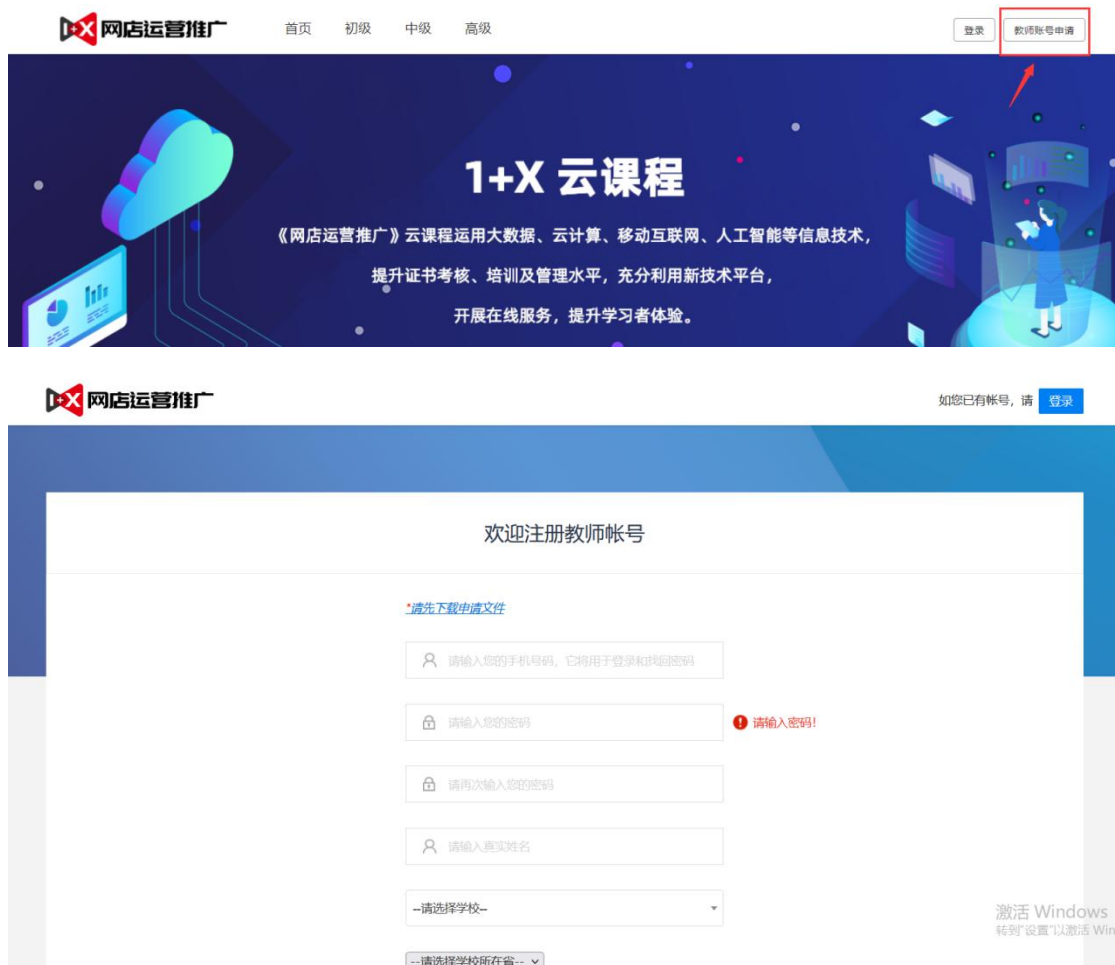 1+X 网店运营推广
首页 初级 中级 高级
登录 教师账号申请
1+X 云课程
《网店运营推广》云课程运用大数据、云计算、移动互联网、人工智能等信息技术，
提升证书考核、培训及管理水平，充分利用新技术平台，
开展在线服务，提升学习者体验。
1+X 网店运营推广
如您已有帐号，请 登录
欢迎注册教师帐号
*请先下载申请文件
请输入您的手机号码，它将用于登录和找回密码
请输入您的密码
请输入密码！
请再次输入您的密码
请输入真实姓名
--请选择学校--
激活 Windows
转到"设置"以激活 Win
--请选择学校所在省--